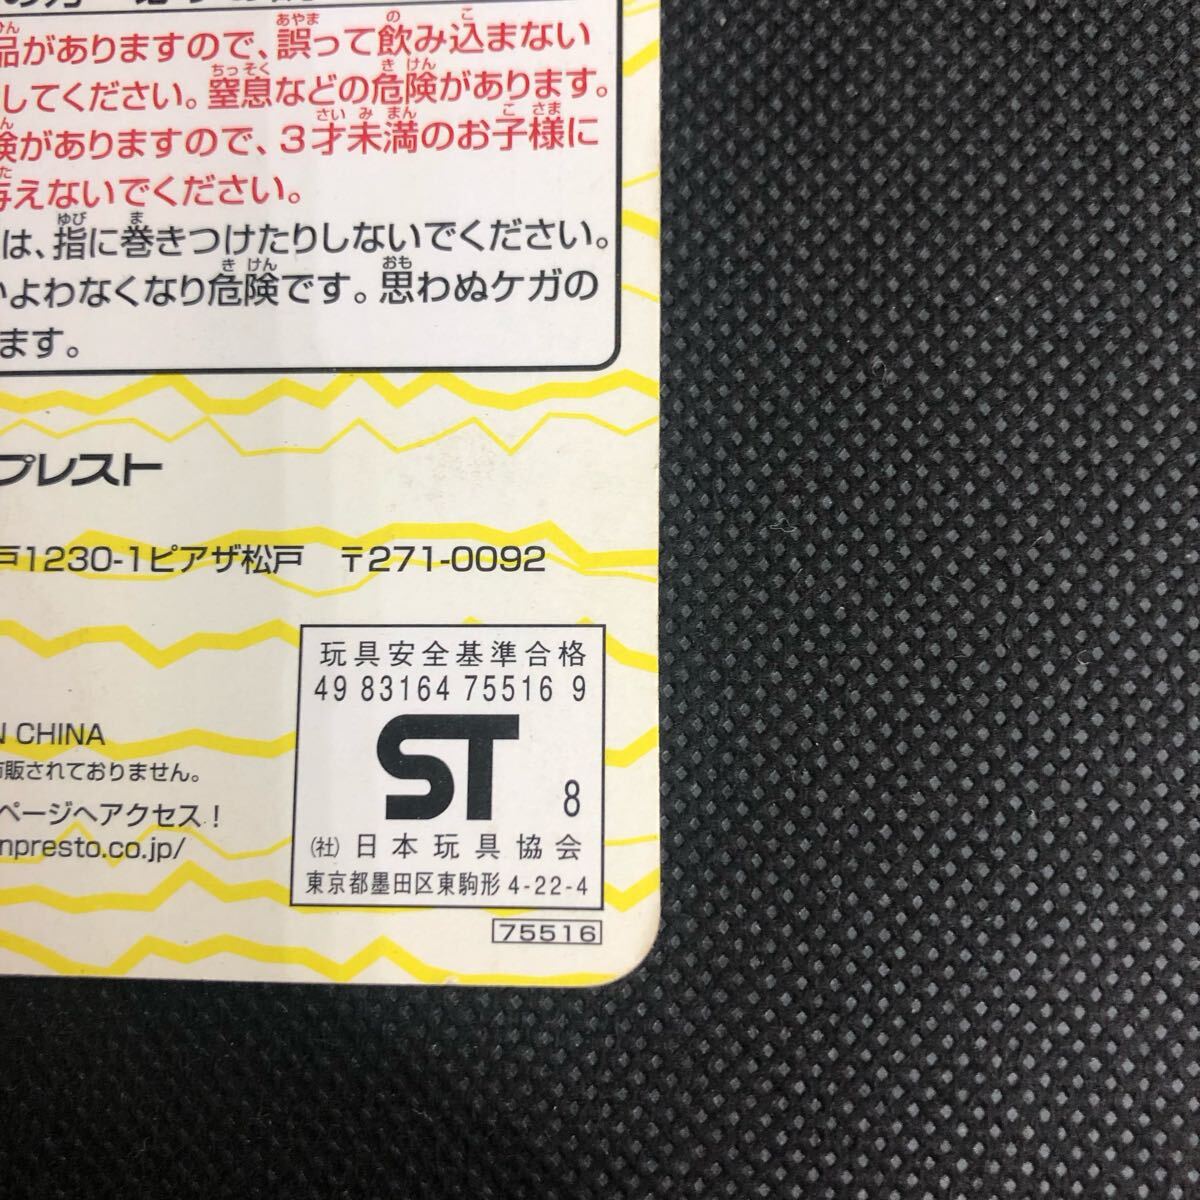 品がありますので、誤って飲み込まない
してください。窒息などの危険があります。
険がありますので、3才未満のお子様に
与えないでください。
は、指に巻きつけたりしないでください。
よわなくなり危険です。思わぬケガの
ます。
プレスト
戸1230-1ピアザ松戸 〒271-0092
玩具安全基準合格
49 83164 75516 9
ST
8
(社)日本玩具協会
東京都墨田区東駒形4-22-4
N CHINA
販されておりません。
ページへアクセス!
npresto.co.jp/
75516